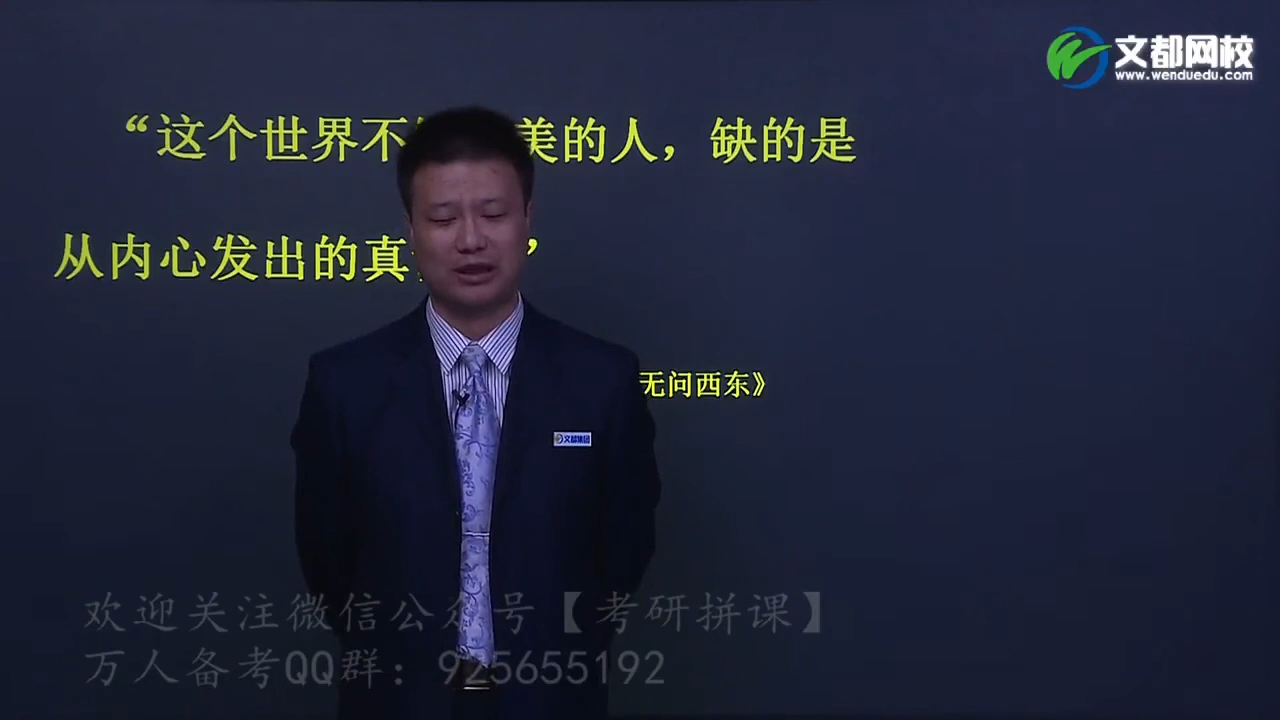 文都网校
www.wenduedu.com
“这个世界不 美的人，缺的是
从内心发出的真 ”
无问西东》
文都集团
欢迎关注微信公众号【考研拼课】
万人备考QQ群：925655192